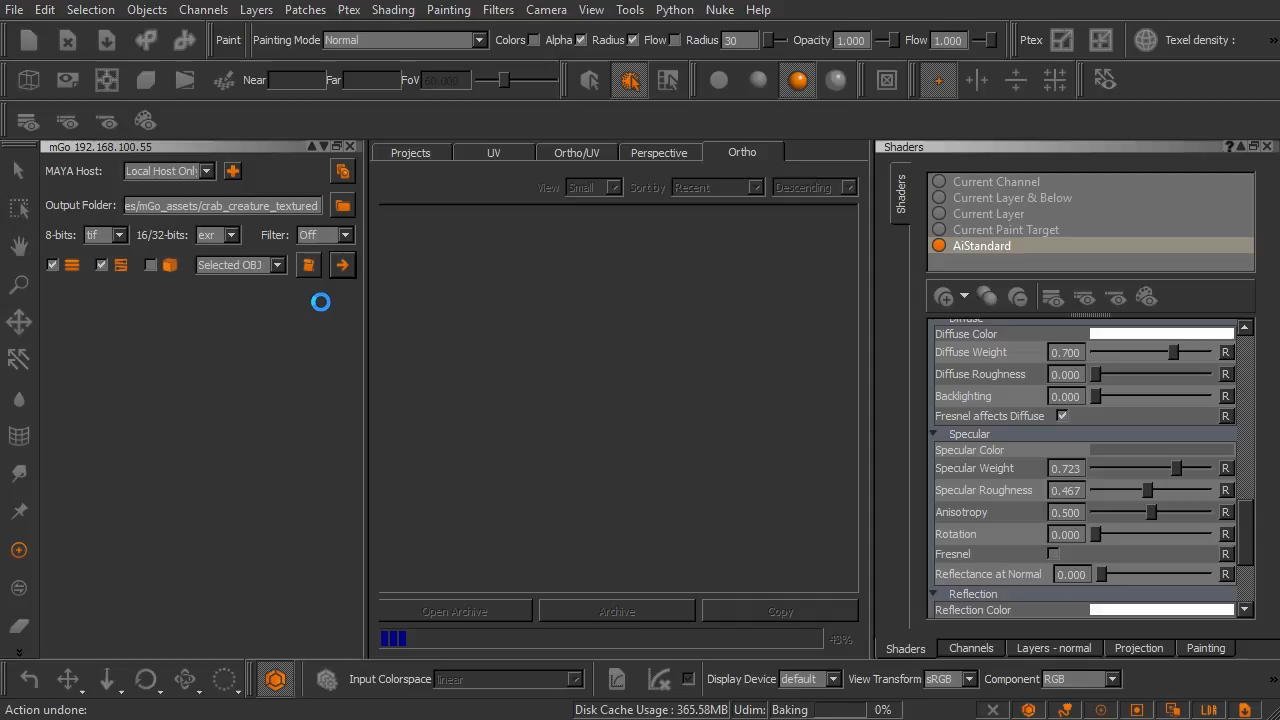 File Edit Selection Objects Channels Layers Patches Ptex Shading Painting Filters Camera View Tools Python Nuke Help
Paint Painting Mode Normal Colors Alpha Radius Flow Radius 30 Opacity 1.000 Flow 1.000 Ptex Texel density : »
Near Far FoV 60.000
mGo 192.168.100.55
MAYA Host: Local Host Only
Output Folder: es/mGo_assets/crab_creature_textured
8-bits: tif 16/32-bits: exr Filter: Off
Selected OBJ
Projects UV Ortho/UV Perspective Ortho
View Small Sort by Recent Descending
Open Archive Archive Copy
43%
Shaders
Shaders
Current Channel
Current Layer & Below
Current Layer
Current Paint Target
AiStandard
Diffuse
Diffuse Color
Diffuse Weight 0.700 R
Diffuse Roughness 0.000 R
Backlighting 0.000 R
Fresnel affects Diffuse R
Specular
Specular Color
Specular Weight 0.723 R
Specular Roughness 0.467 R
Anisotropy 0.500 R
Rotation 0.000 R
Fresnel R
Reflectance at Normal 0.000 R
Reflection
Reflection Color
Shaders Channels Layers - normal Projection Painting
Input Colorspace linear Display Device default View Transform sRGB Component RGB »
Action undone: Disk Cache Usage : 365.58MB Udim: Baking 0% LDR